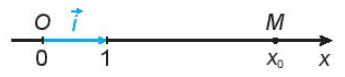 O i⃗ M
0 1 x₀ x